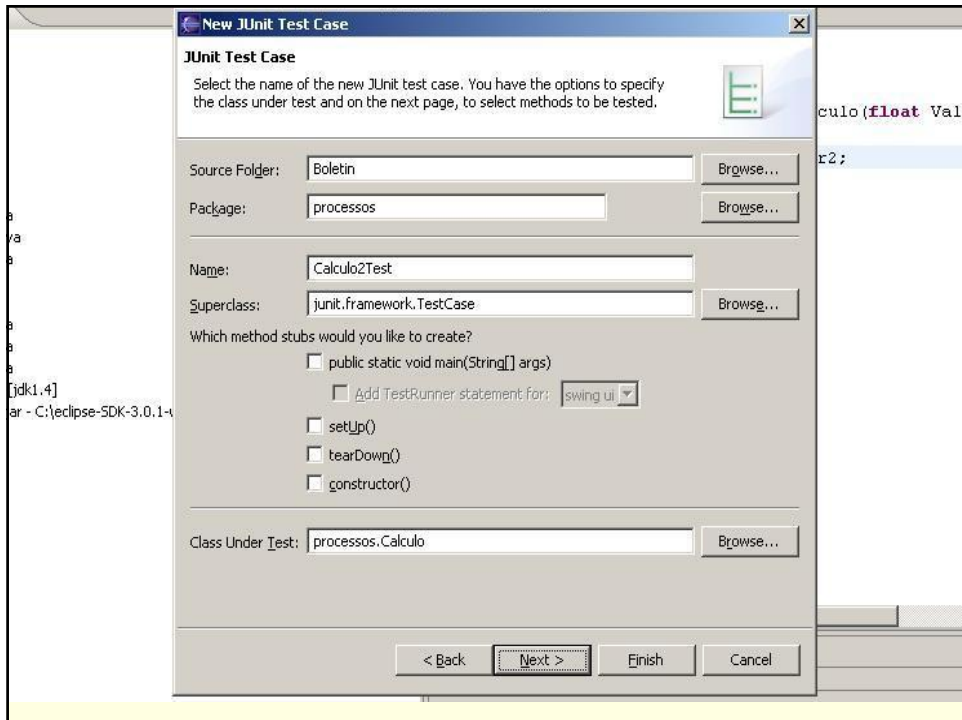 New JUnit Test Case
JUnit Test Case
Select the name of the new JUnit test case. You have the options to specify
the class under test and on the next page, to select methods to be tested.
culo(float Val
Source Folder: Boletin Browse...
r2;
Package: processos Browse...
a
va
a
Name: Calculo2Test
Superclass: junit.framework.TestCase Browse...
a
Which method stubs would you like to create?
a
public static void main(String[] args)
a
[jdk1.4]
Add TestRunner statement for: swing ui
ar - C:\eclipse-SDK-3.0.1-
setUp()
tearDown()
constructor()
Class Under Test: processos.Calculo Browse...
< Back Next > Finish Cancel